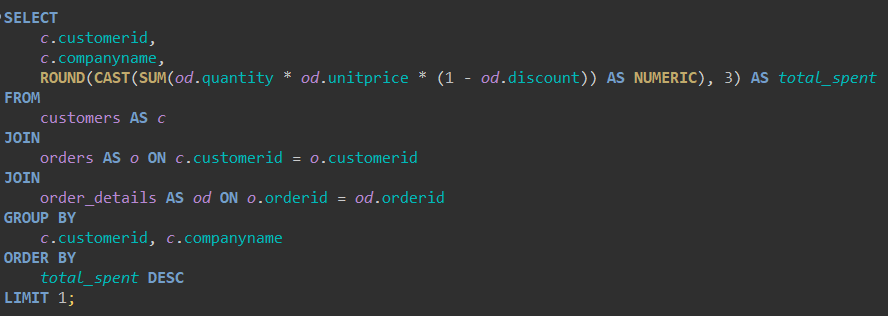 SELECT
    c.customerid,
    c.companyname,
    ROUND(CAST(SUM(od.quantity * od.unitprice * (1 - od.discount)) AS NUMERIC), 3) AS total_spent
FROM
    customers AS c
JOIN
    orders AS o ON c.customerid = o.customerid
JOIN
    order_details AS od ON o.orderid = od.orderid
GROUP BY
    c.customerid, c.companyname
ORDER BY
    total_spent DESC
LIMIT 1;